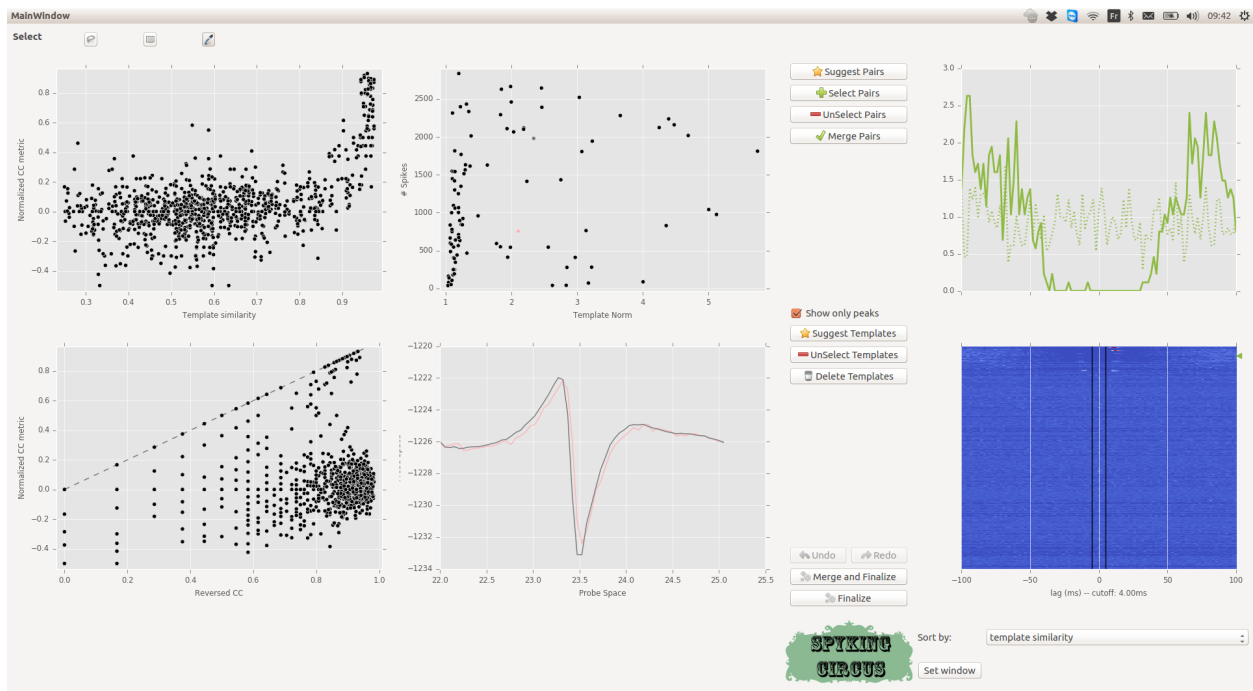 MainWindow
Fr
09:42
Select
0.8
0.6
0.4
0.2
0.0
−0.2
−0.4
Normalized CC metric
0.3 0.4 0.5 0.6 0.7 0.8 0.9
Template similarity
2500
2000
1500
1000
500
0
# Spikes
1 2 3 4 5
Template Norm
Suggest Pairs
Select Pairs
UnSelect Pairs
Merge Pairs
3.0
2.5
2.0
1.5
1.0
0.5
0.0
0.8
0.6
0.4
0.2
0.0
−0.2
−0.4
Normalized CC metric
0.0 0.2 0.4 0.6 0.8 1.0
Reversed CC
−1220
−1222
−1224
−1226
−1228
−1230
−1232
−1234
22.0 22.5 23.0 23.5 24.0 24.5 25.0 25.5
Probe Space
Show only peaks
Suggest Templates
UnSelect Templates
Delete Templates
Undo Redo
Merge and Finalize
Finalize
−100 −50 0 50 100
lag (ms) -- cutoff: 4.00ms
SPYKING
CIRCUS
Sort by: template similarity
Set window